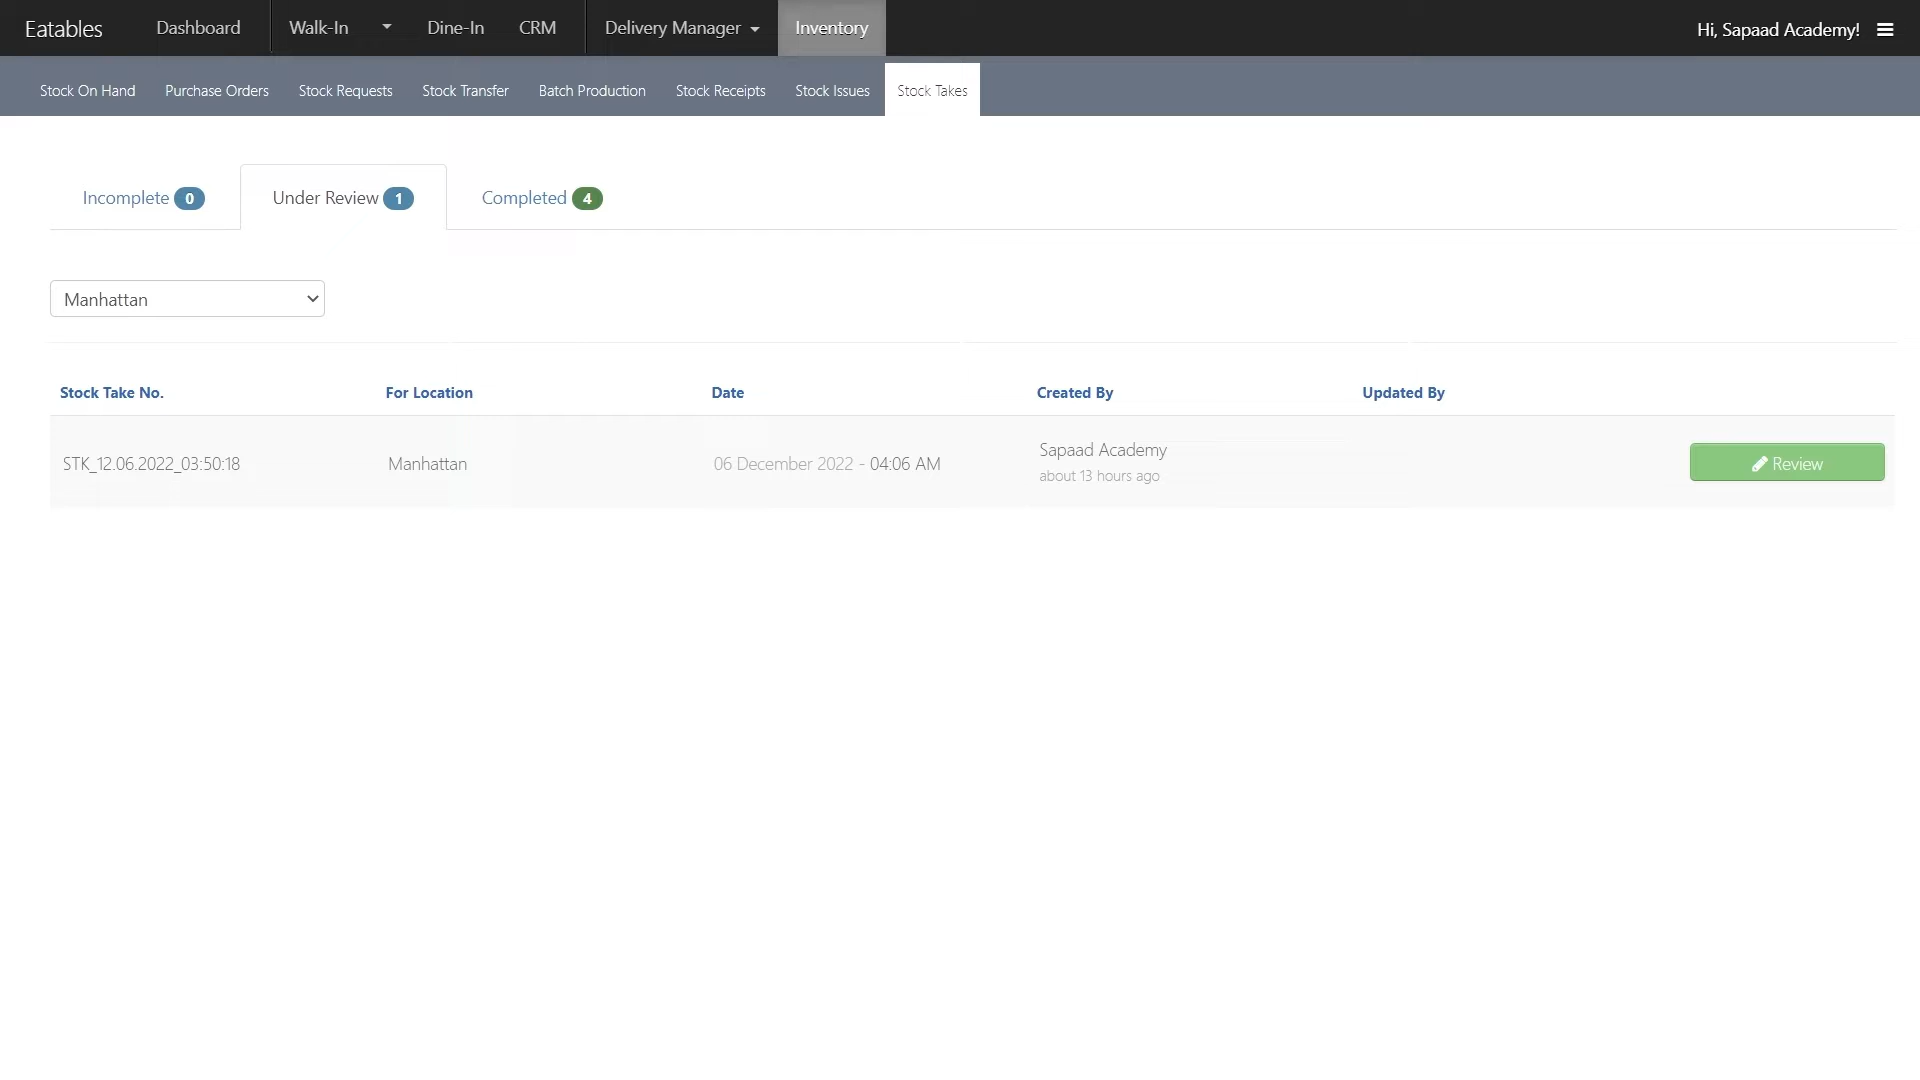 Eatables Dashboard Walk-In Dine-In CRM Delivery Manager Inventory Hi, Sapaad Academy!
Stock On Hand Purchase Orders Stock Requests Stock Transfer Batch Production Stock Receipts Stock Issues Stock Takes
Incomplete 0 Under Review 1 Completed 4
Manhattan
Stock Take No. For Location Date Created By Updated By
STK_12.06.2022_03:50:18 Manhattan 06 December 2022 - 04:06 AM Sapaad Academy Review
about 13 hours ago